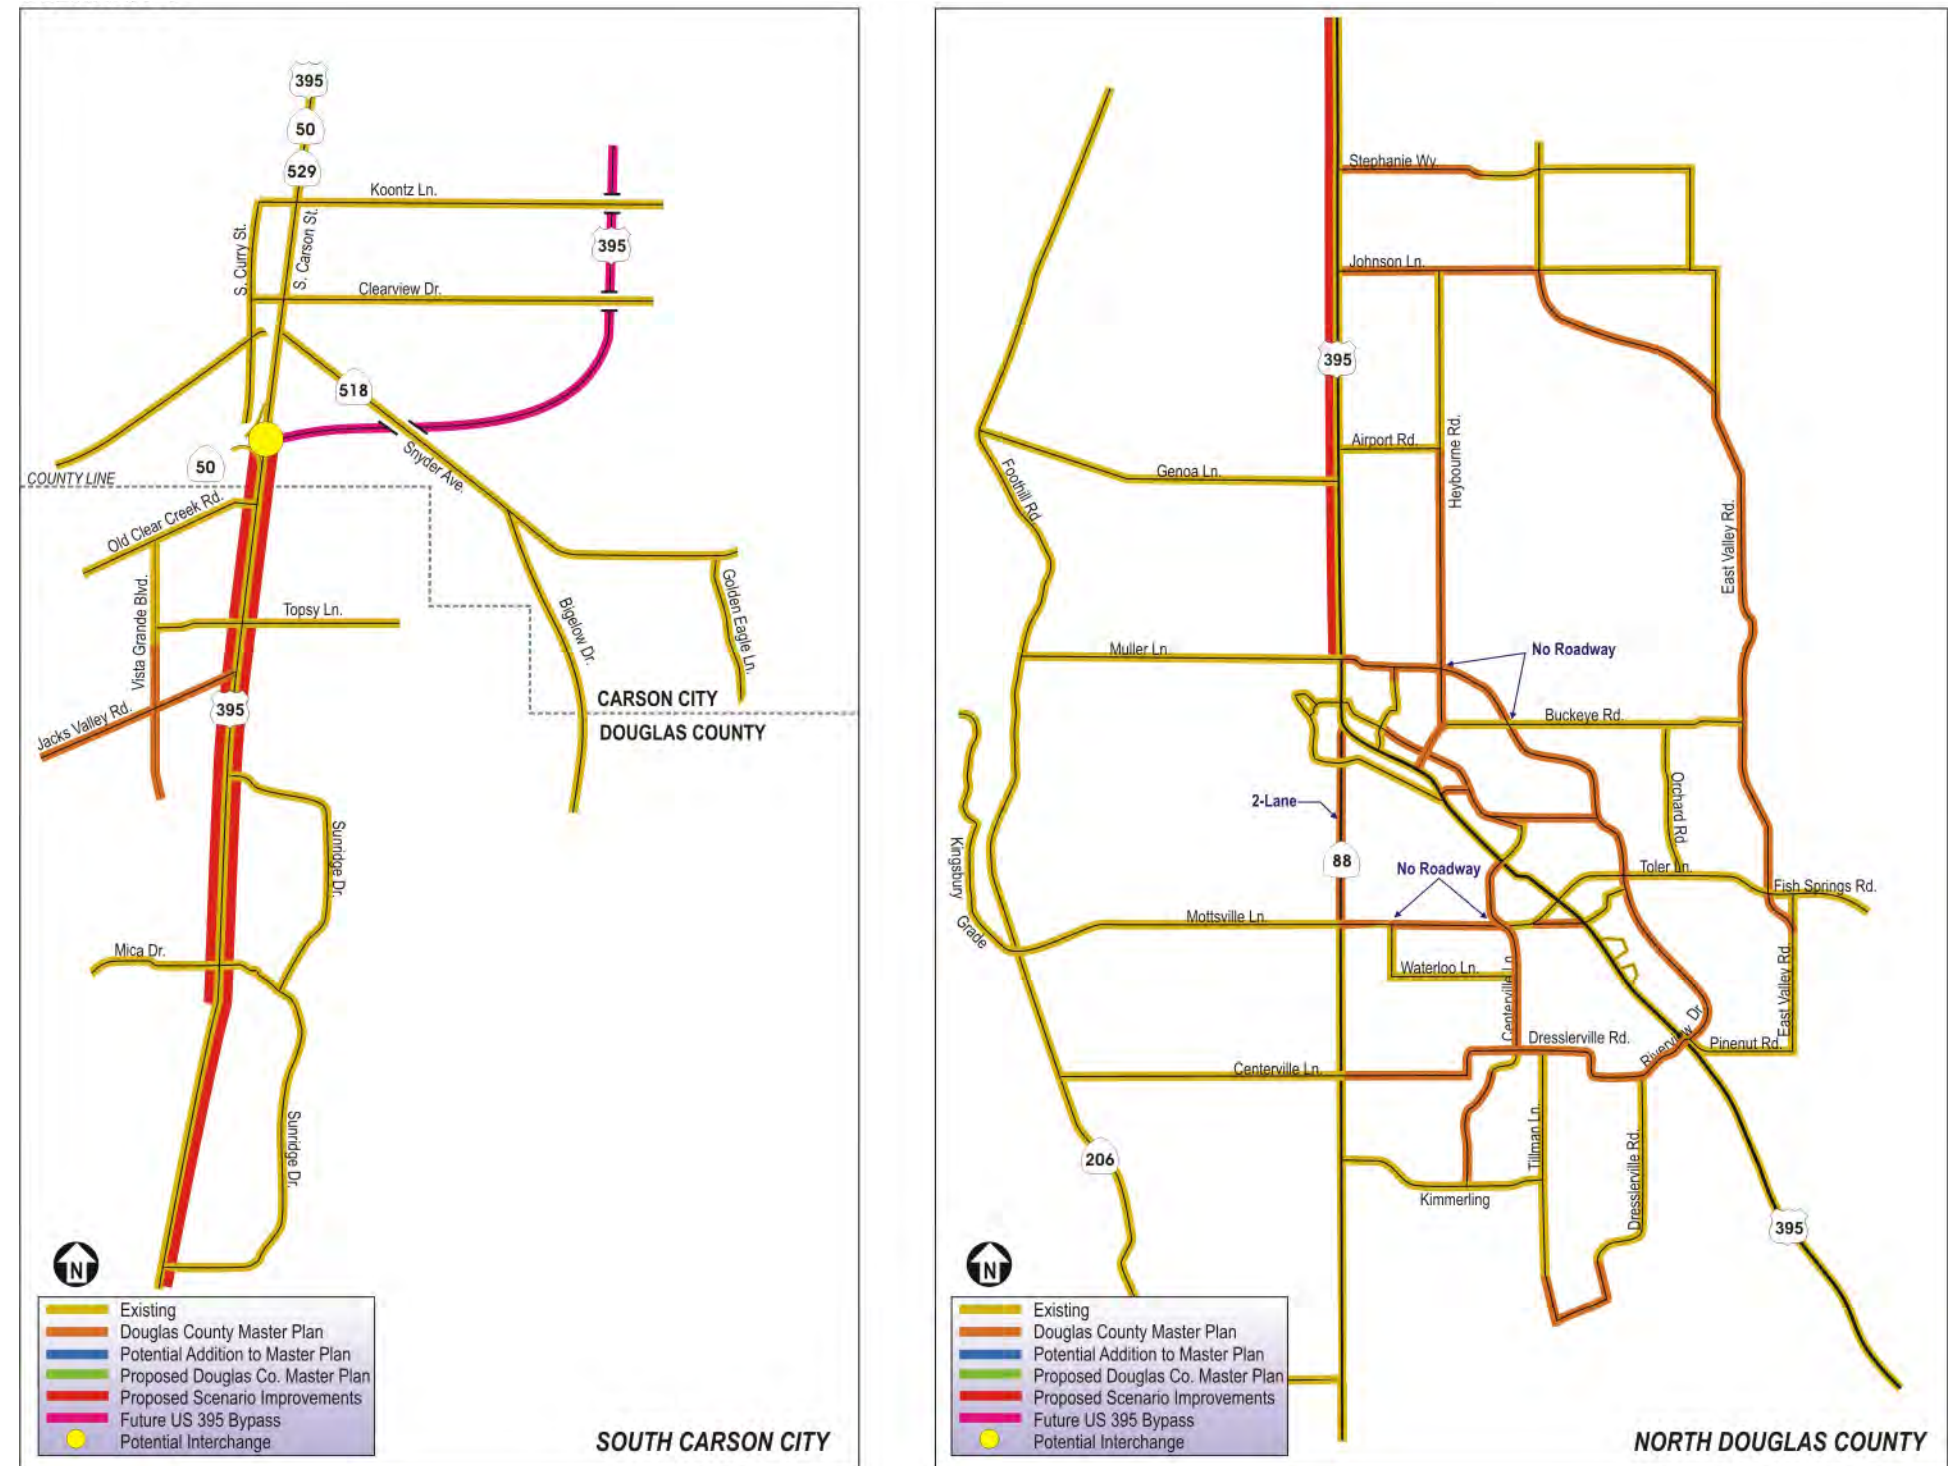 395
50
529
Koontz Ln.
S. Curry St.
S. Carson St.
395
Clearview Dr.
518
Snyder Ave.
50
COUNTY LINE
Old Clear Creek Rd.
Vista Grande Blvd.
Topsy Ln.
Bigelow Dr.
Golden Eagle Ln.
Jacks Valley Rd.
395
CARSON CITY
DOUGLAS COUNTY
Sunridge Dr.
Mica Dr.
Sunridge Dr.
N
Existing
Douglas County Master Plan
Potential Addition to Master Plan
Proposed Douglas Co. Master Plan
Proposed Scenario Improvements
Future US 395 Bypass
Potential Interchange
SOUTH CARSON CITY
Stephanie Wy.
Johnson Ln.
395
Airport Rd.
Heybourne Rd.
Genoa Ln.
Foothill Rd
East Valley Rd.
Muller Ln.
No Roadway
Buckeye Rd.
2-Lane
Orchard Rd
Kingsbury Grade
88
No Roadway
Toler Ln.
Fish Springs Rd.
Mottsville Ln.
Waterloo Ln.
Centerville Ln.
East Valley Rd.
Dresslerville Rd.
Riverview Dr.
Pinenut Rd.
Centerville Ln.
206
Tillman Ln.
Dresslerville Rd.
Kimmerling
395
N
Existing
Douglas County Master Plan
Potential Addition to Master Plan
Proposed Douglas Co. Master Plan
Proposed Scenario Improvements
Future US 395 Bypass
Potential Interchange
NORTH DOUGLAS COUNTY